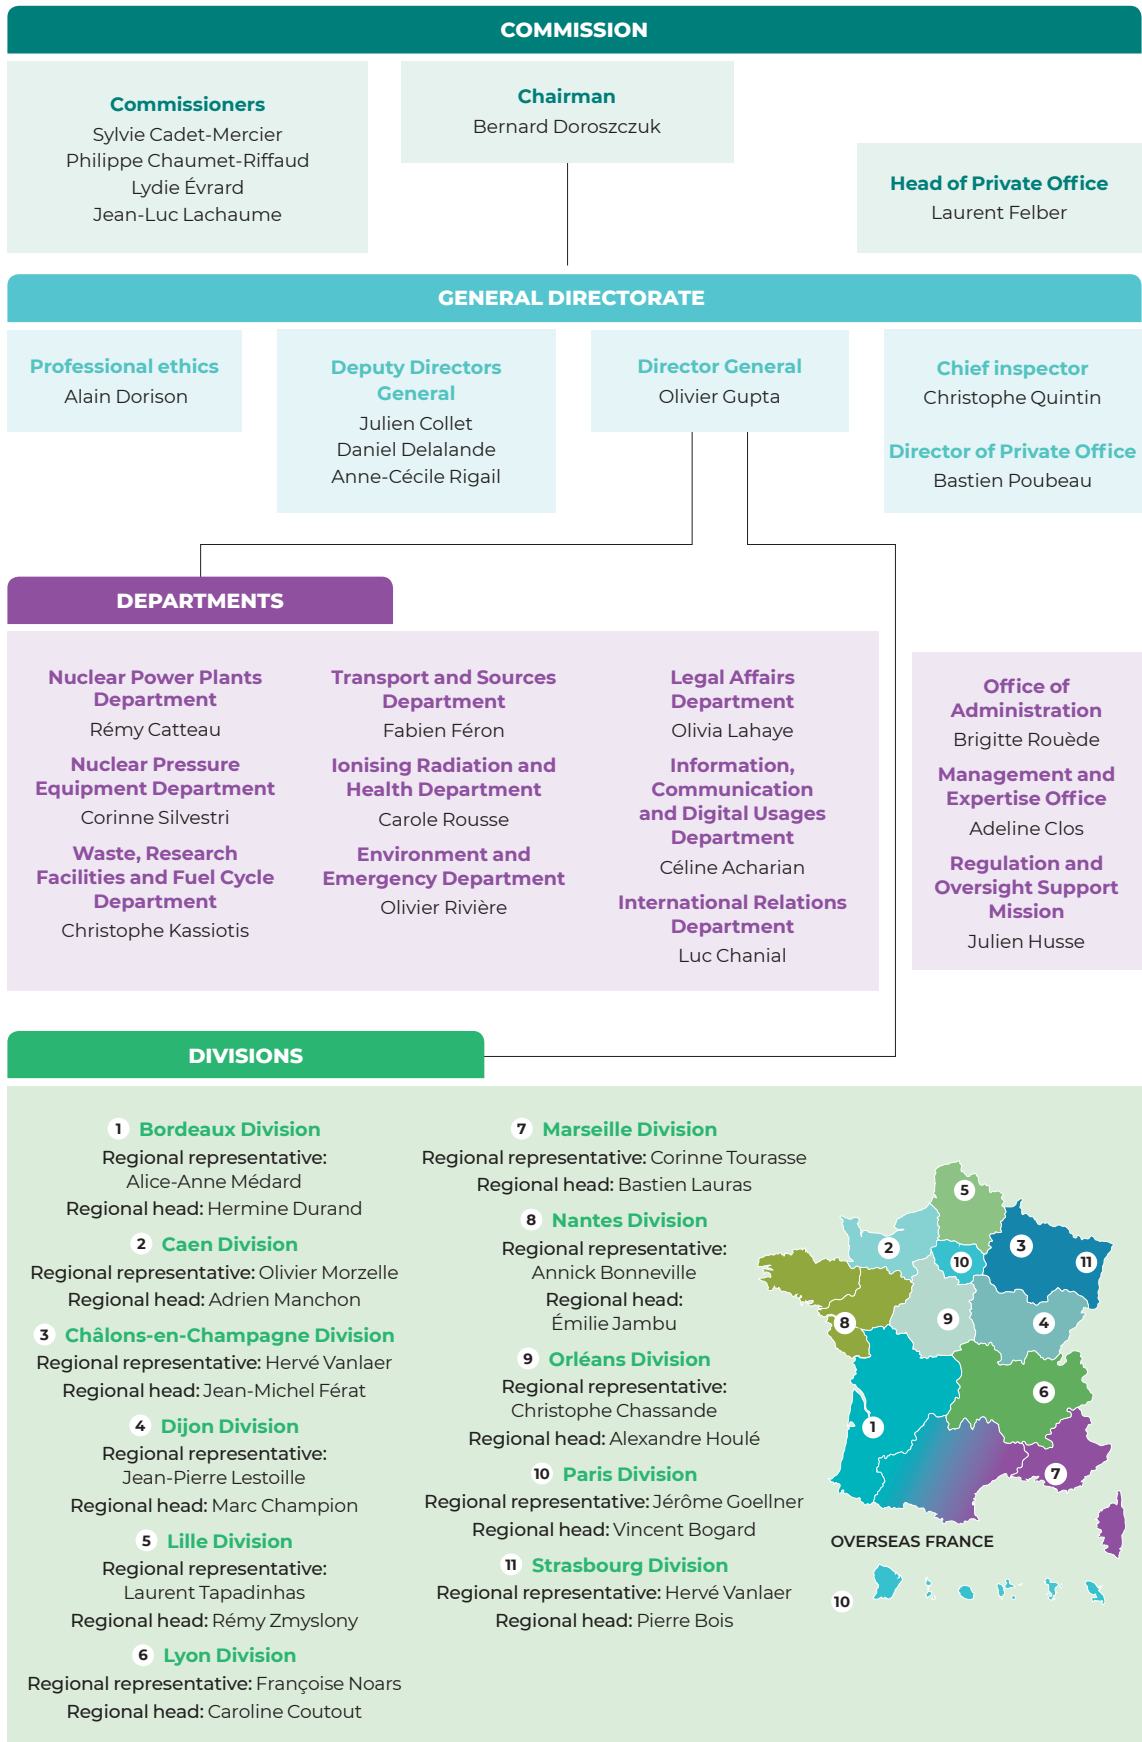 COMMISSION
Commissioners
Sylvie Cadet-Mercier
Philippe Chaumet-Riffaud
Lydie Évrard
Jean-Luc Lachaume
Chairman
Bernard Doroszczuk
Head of Private Office
Laurent Felber
GENERAL DIRECTORATE
Professional ethics
Alain Dorison
Deputy Directors
General
Julien Collet
Daniel Delalande
Anne-Cécile Rigail
Director General
Olivier Gupta
Chief inspector
Christophe Quintin
Director of Private Office
Bastien Poubeau
DEPARTMENTS
Nuclear Power Plants
Department
Rémy Catteau
Nuclear Pressure
Equipment Department
Corinne Silvestri
Waste, Research
Facilities and Fuel Cycle
Department
Christophe Kassiotis
Transport and Sources
Department
Fabien Féron
Ionising Radiation and
Health Department
Carole Rousse
Environment and
Emergency Department
Olivier Rivière
Legal Affairs
Department
Olivia Lahaye
Information,
Communication
and Digital Usages
Department
Céline Acharian
International Relations
Department
Luc Chanial
Office of
Administration
Brigitte Rouède
Management and
Expertise Office
Adeline Clos
Regulation and
Oversight Support
Mission
Julien Husse
DIVISIONS
1 Bordeaux Division
Regional representative:
Alice-Anne Médard
Regional head: Hermine Durand
2 Caen Division
Regional representative: Olivier Morzelle
Regional head: Adrien Manchon
3 Châlons-en-Champagne Division
Regional representative: Hervé Vanlaer
Regional head: Jean-Michel Férat
4 Dijon Division
Regional representative:
Jean-Pierre Lestoille
Regional head: Marc Champion
5 Lille Division
Regional representative:
Laurent Tapadinhas
Regional head: Rémy Zmyslony
6 Lyon Division
Regional representative: Françoise Noars
Regional head: Caroline Coutout
7 Marseille Division
Regional representative: Corinne Tourasse
Regional head: Bastien Lauras
8 Nantes Division
Regional representative:
Annick Bonneville
Regional head:
Émilie Jambu
9 Orléans Division
Regional representative:
Christophe Chassande
Regional head: Alexandre Houlé
10 Paris Division
Regional representative: Jérôme Goellner
Regional head: Vincent Bogard
11 Strasbourg Division
Regional representative: Hervé Vanlaer
Regional head: Pierre Bois
5
2
3
10
11
8
9
4
6
1
7
OVERSEAS FRANCE
10